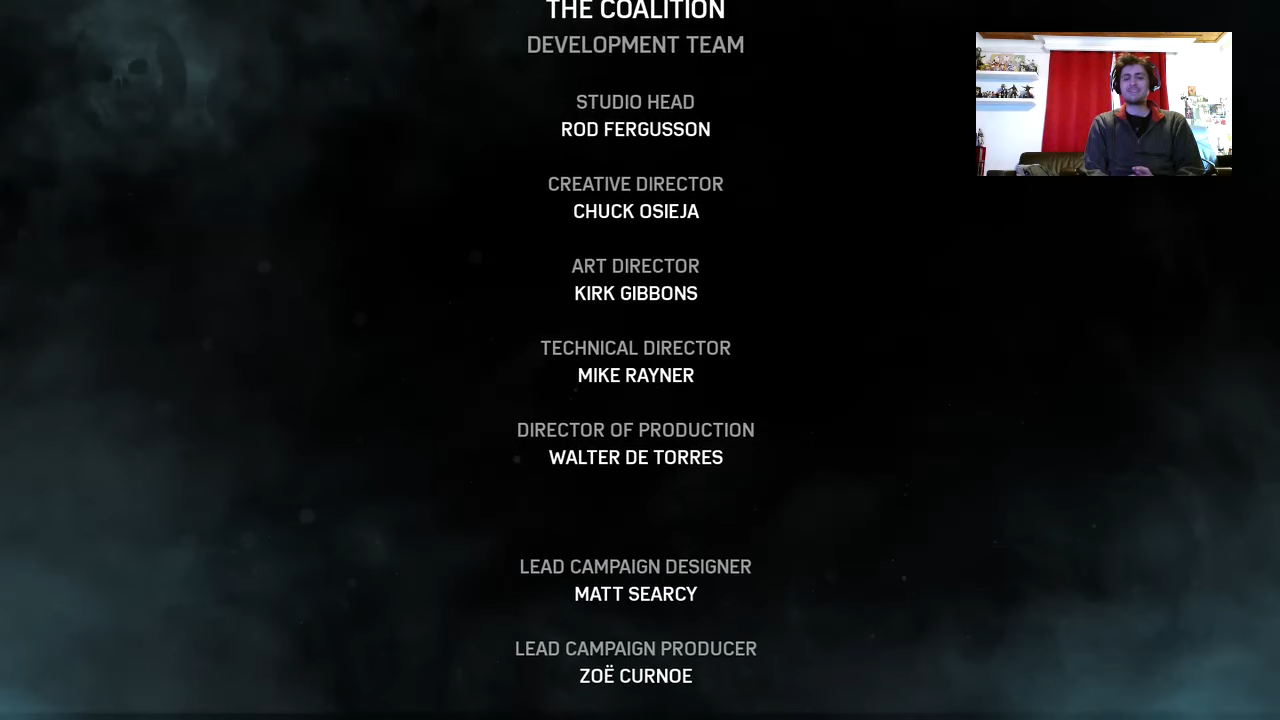 THE COALITION
DEVELOPMENT TEAM
STUDIO HEAD
ROD FERGUSSON
CREATIVE DIRECTOR
CHUCK OSIEJA
ART DIRECTOR
KIRK GIBBONS
TECHNICAL DIRECTOR
MIKE RAYNER
DIRECTOR OF PRODUCTION
WALTER DE TORRES
LEAD CAMPAIGN DESIGNER
MATT SEARCY
LEAD CAMPAIGN PRODUCER
ZOË CURNOE